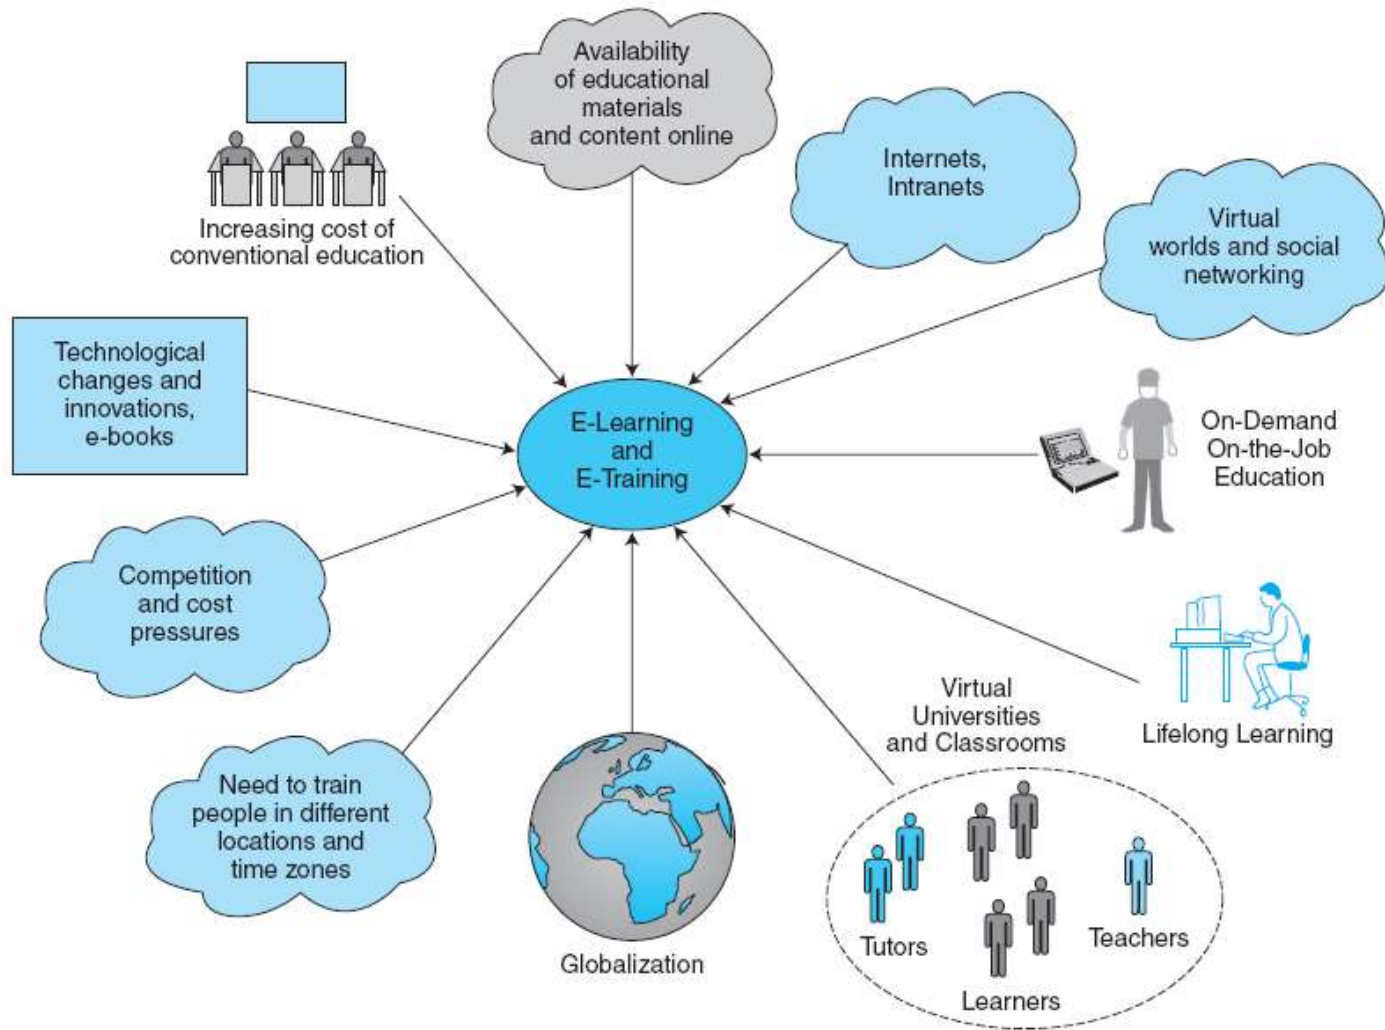 Availability
of educational
materials
and content online
Internets,
Intranets
Virtual
worlds and social
networking
Increasing cost of
conventional education
Technological
changes and
innovations,
e-books
E-Learning
and
E-Training
On-Demand
On-the-Job
Education
Competition
and cost
pressures
Lifelong Learning
Virtual
Universities
and Classrooms
Need to train
people in different
locations and
time zones
Globalization
Tutors
Learners
Teachers